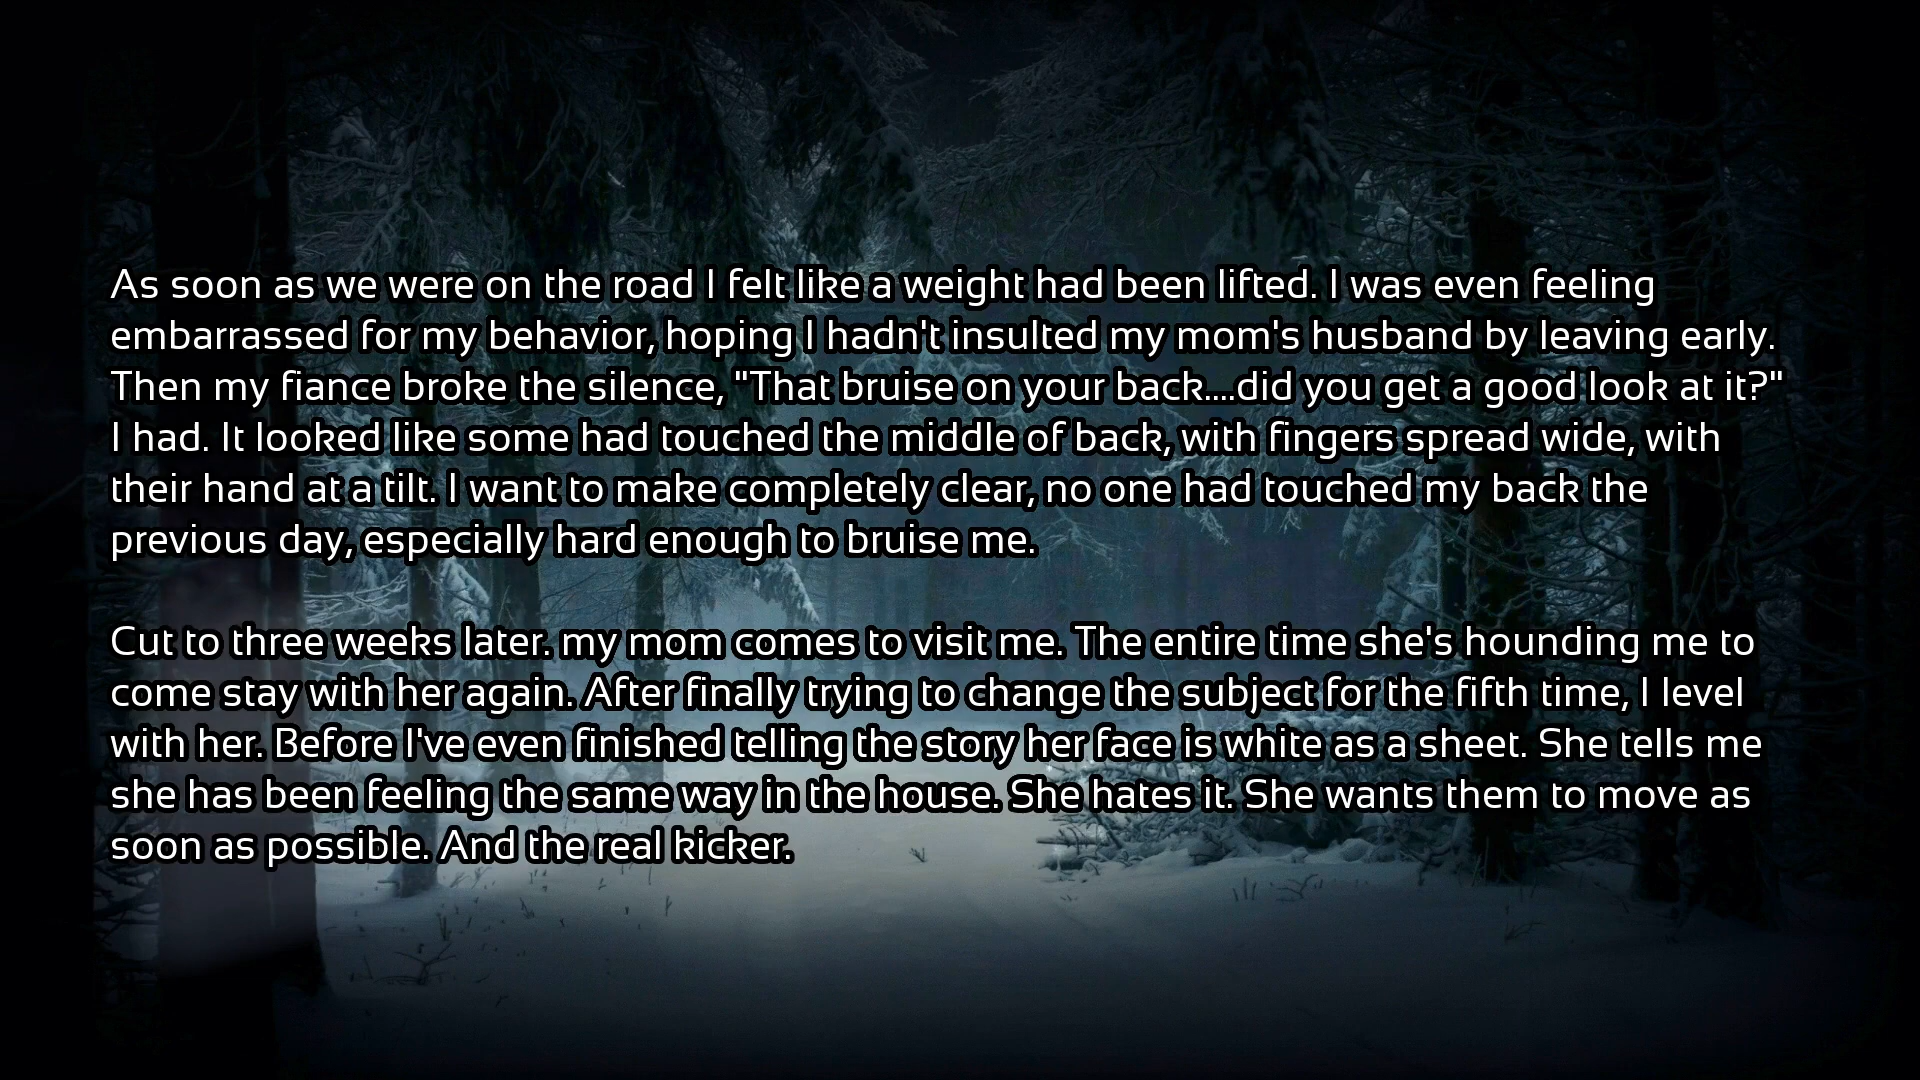 As soon as we were on the road I felt like a weight had been lifted. I was even feeling
embarrassed for my behavior, hoping I hadn't insulted my mom's husband by leaving early.
Then my fiance broke the silence, "That bruise on your back....did you get a good look at it?"
I had. It looked like some had touched the middle of back, with fingers spread wide, with
their hand at a tilt. I want to make completely clear, no one had touched my back the
previous day, especially hard enough to bruise me.
Cut to three weeks later. my mom comes to visit me. The entire time she's hounding me to
come stay with her again. After finally trying to change the subject for the fifth time, I level
with her. Before I've even finished telling the story her face is white as a sheet. She tells me
she has been feeling the same way in the house. She hates it. She wants them to move as
soon as possible. And the real kicker.